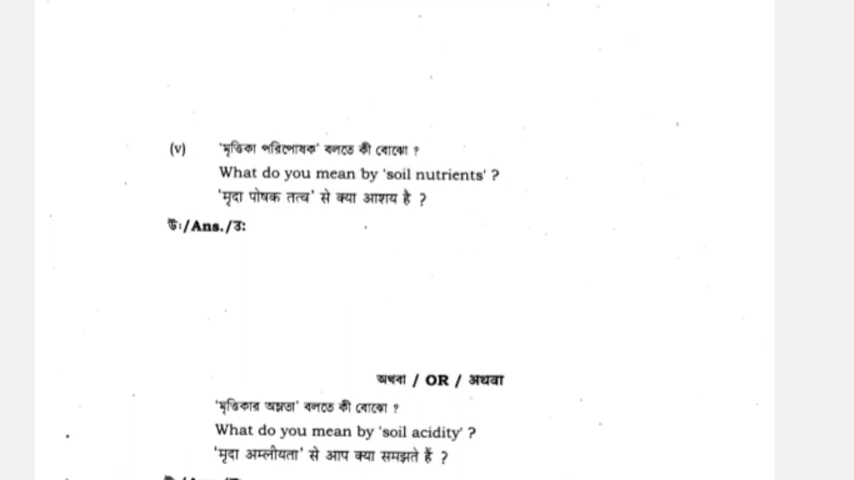 (v) 'মৃত্তিকা পরিপোষক' বলতে কী বোঝো ?
What do you mean by 'soil nutrients' ?
'मृदा पोषक तत्व' से क्या आशय है ?
উঃ/Ans./उ:
অথবা / OR / अथवा
'মৃত্তিকার অম্লতা' বলতে কী বোঝো ?
What do you mean by 'soil acidity' ?
'मृदा अम्लीयता' से आप क्या समझते हैं ?